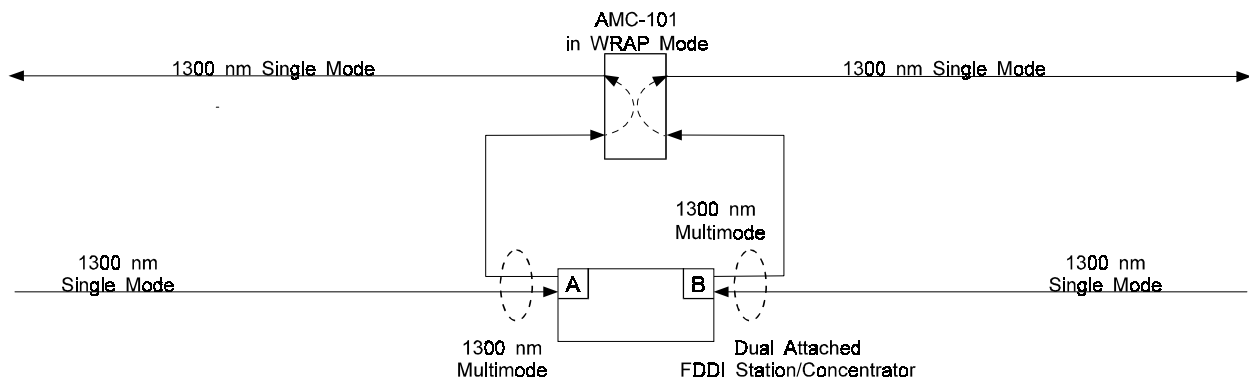 AMC-101
in WRAP Mode
1300 nm Single Mode
1300 nm Single Mode
1300 nm
Multimode
1300 nm
Single Mode
A
B
1300 nm
Single Mode
1300 nm
Multimode
Dual Attached
FDDI Station/Concentrator